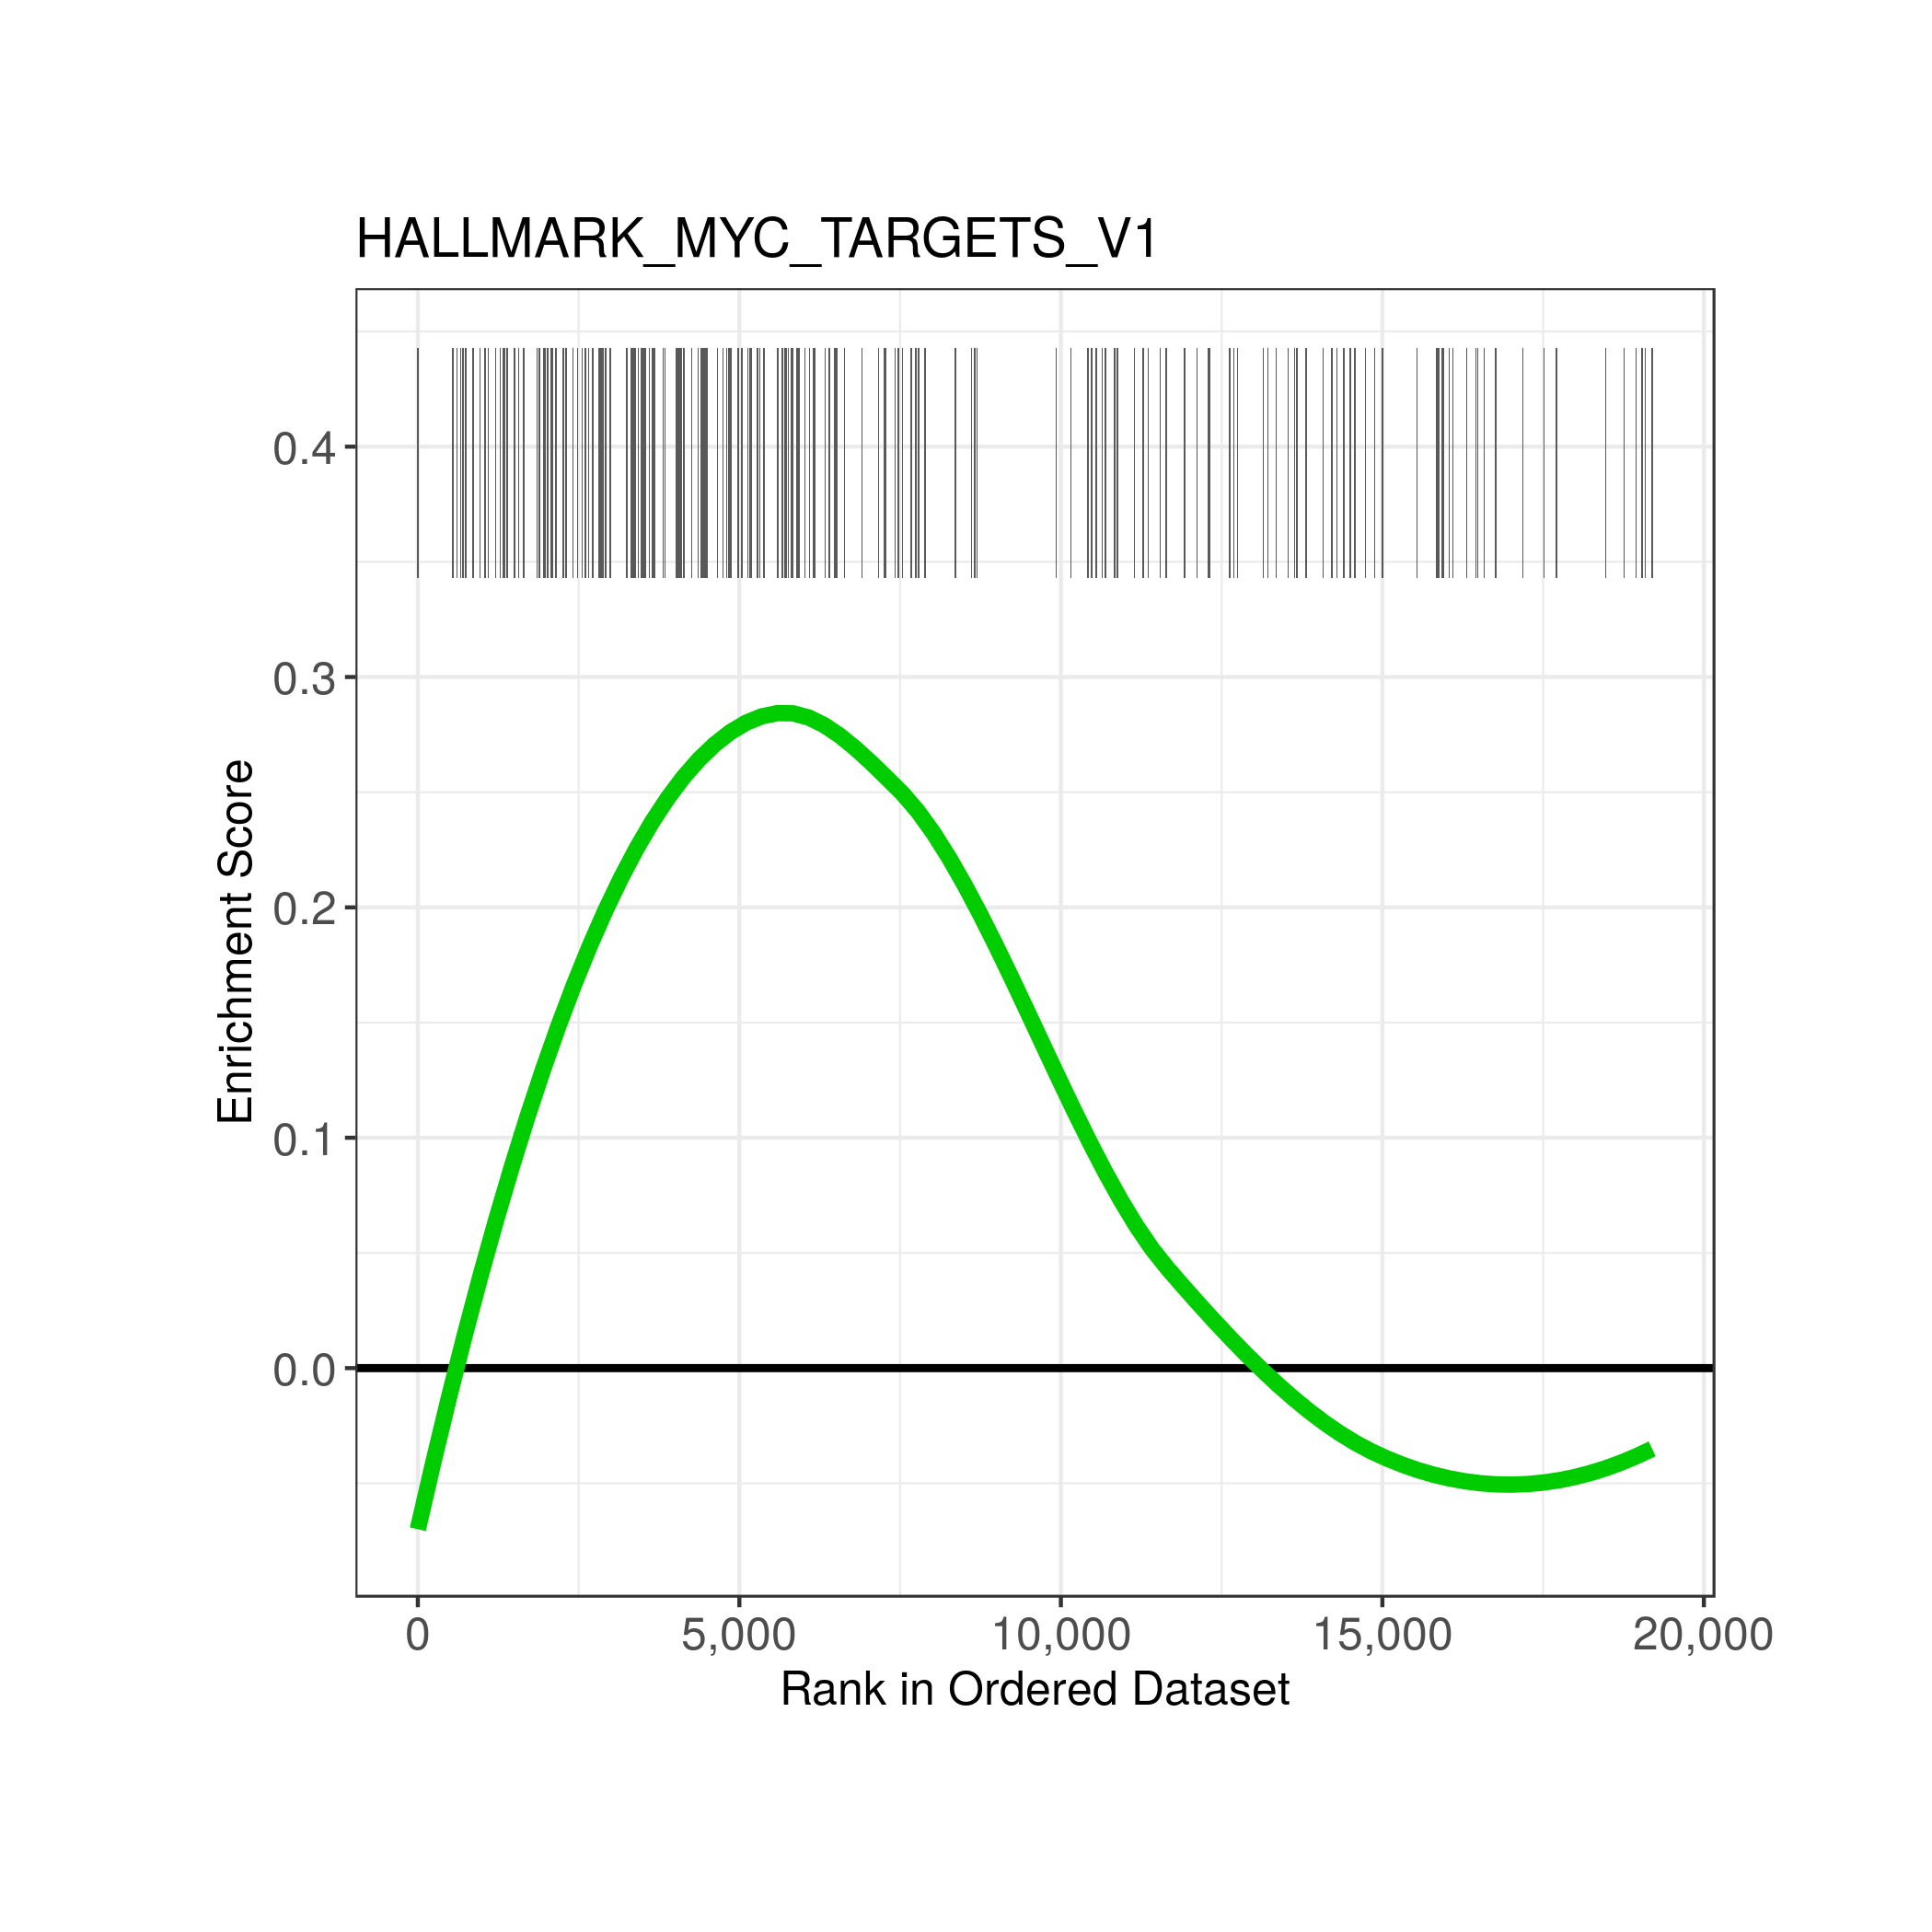 HALLMARK_MYC_TARGETS_V1
0.4
0.3
0.2
0.1
0.0
Enrichment Score
0 5,000 10,000 15,000 20,000
Rank in Ordered Dataset